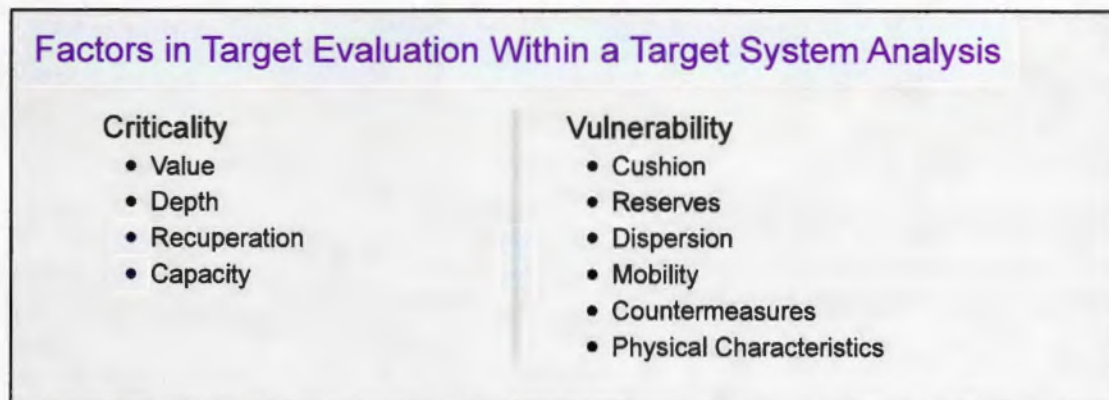 Factors in Target Evaluation Within a Target System Analysis
Criticality
• Value
• Depth
• Recuperation
• Capacity
Vulnerability
• Cushion
• Reserves
• Dispersion
• Mobility
• Countermeasures
• Physical Characteristics